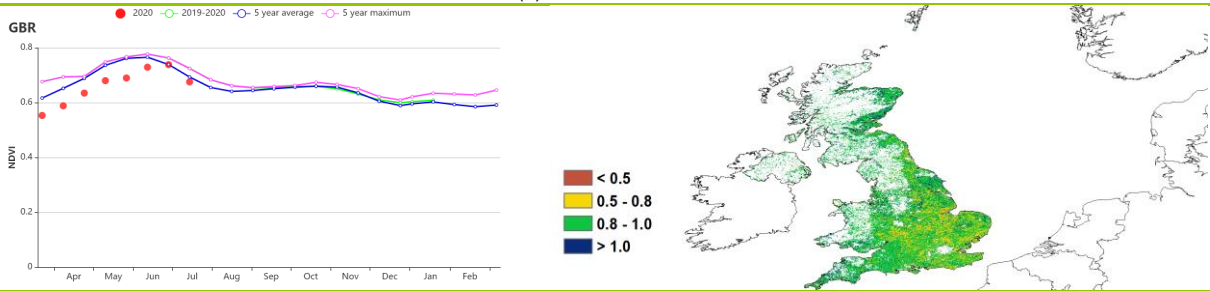 2020 2019-2020 5 year average 5 year maximum
GBR
0.8
0.6
0.4
0.2
0
NDVI
Apr May Jun Jul Aug Sep Oct Nov Dec Jan Feb
< 0.5
0.5 - 0.8
0.8 - 1.0
> 1.0